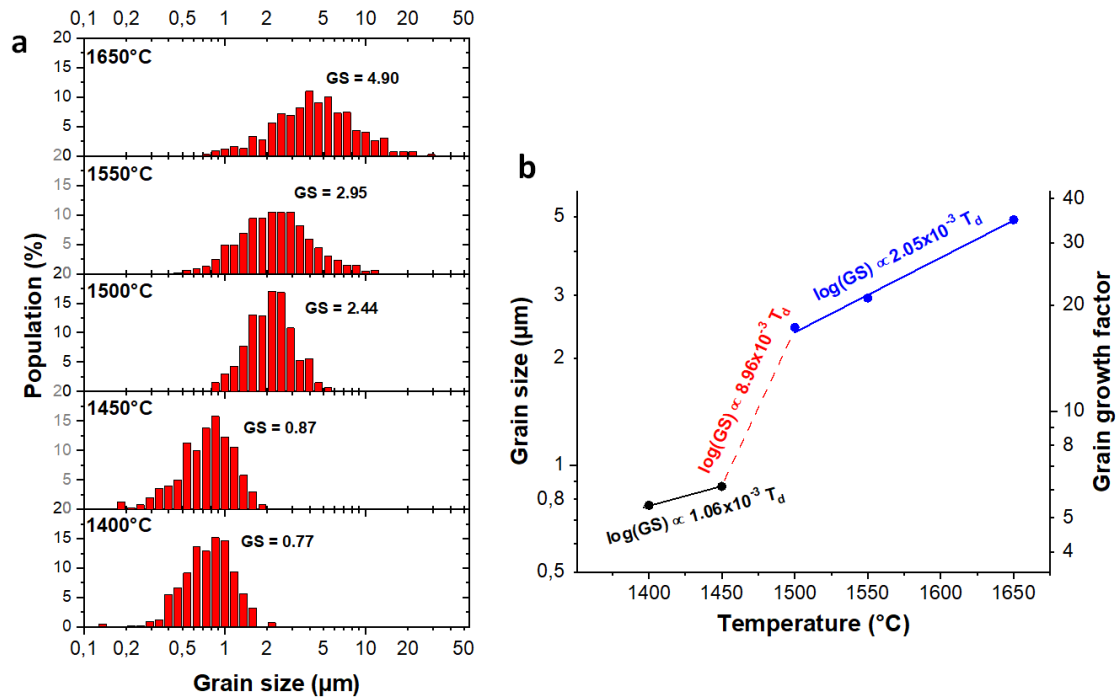 0,1 0,2 0,5 1 2 5 10 20 50
a
20
15
10
5
20
1650°C
GS = 4.90
15
10
5
20
1550°C
GS = 2.95
15
10
5
20
1500°C
GS = 2.44
15
10
5
20
1450°C
GS = 0.87
15
10
5
0
1400°C
GS = 0.77
Population (%)
0,1 0,2 0,5 1 2 5 10 20 50
Grain size (µm)
b
5
3
2
1
0,8
0,5
Grain size (µm)
log(GS) ∝ 1.06x10⁻³ T_d
log(GS) ∝ 8.96x10⁻³ T_d
log(GS) ∝ 2.05x10⁻³ T_d
40
30
20
10
8
6
5
4
Grain growth factor
1400 1450 1500 1550 1600 1650
Temperature (°C)